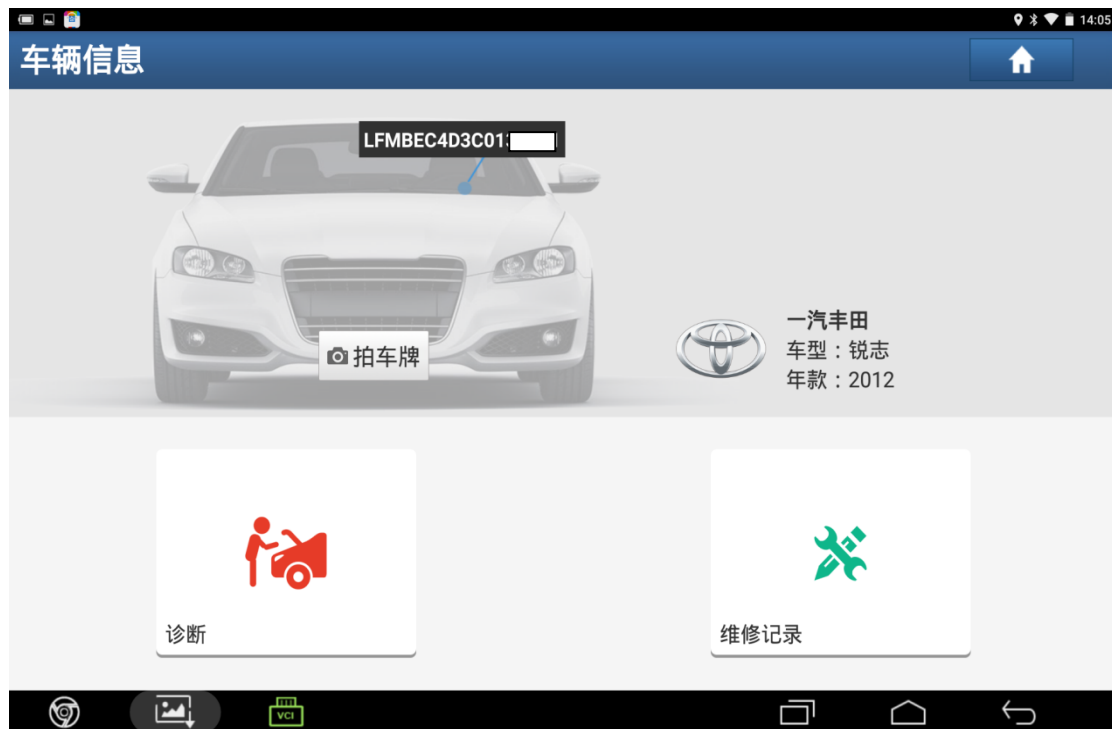 14:05
车辆信息
LFMBEC4D3C01
拍车牌
一汽丰田
车型：锐志
年款：2012
诊断
维修记录
VCI